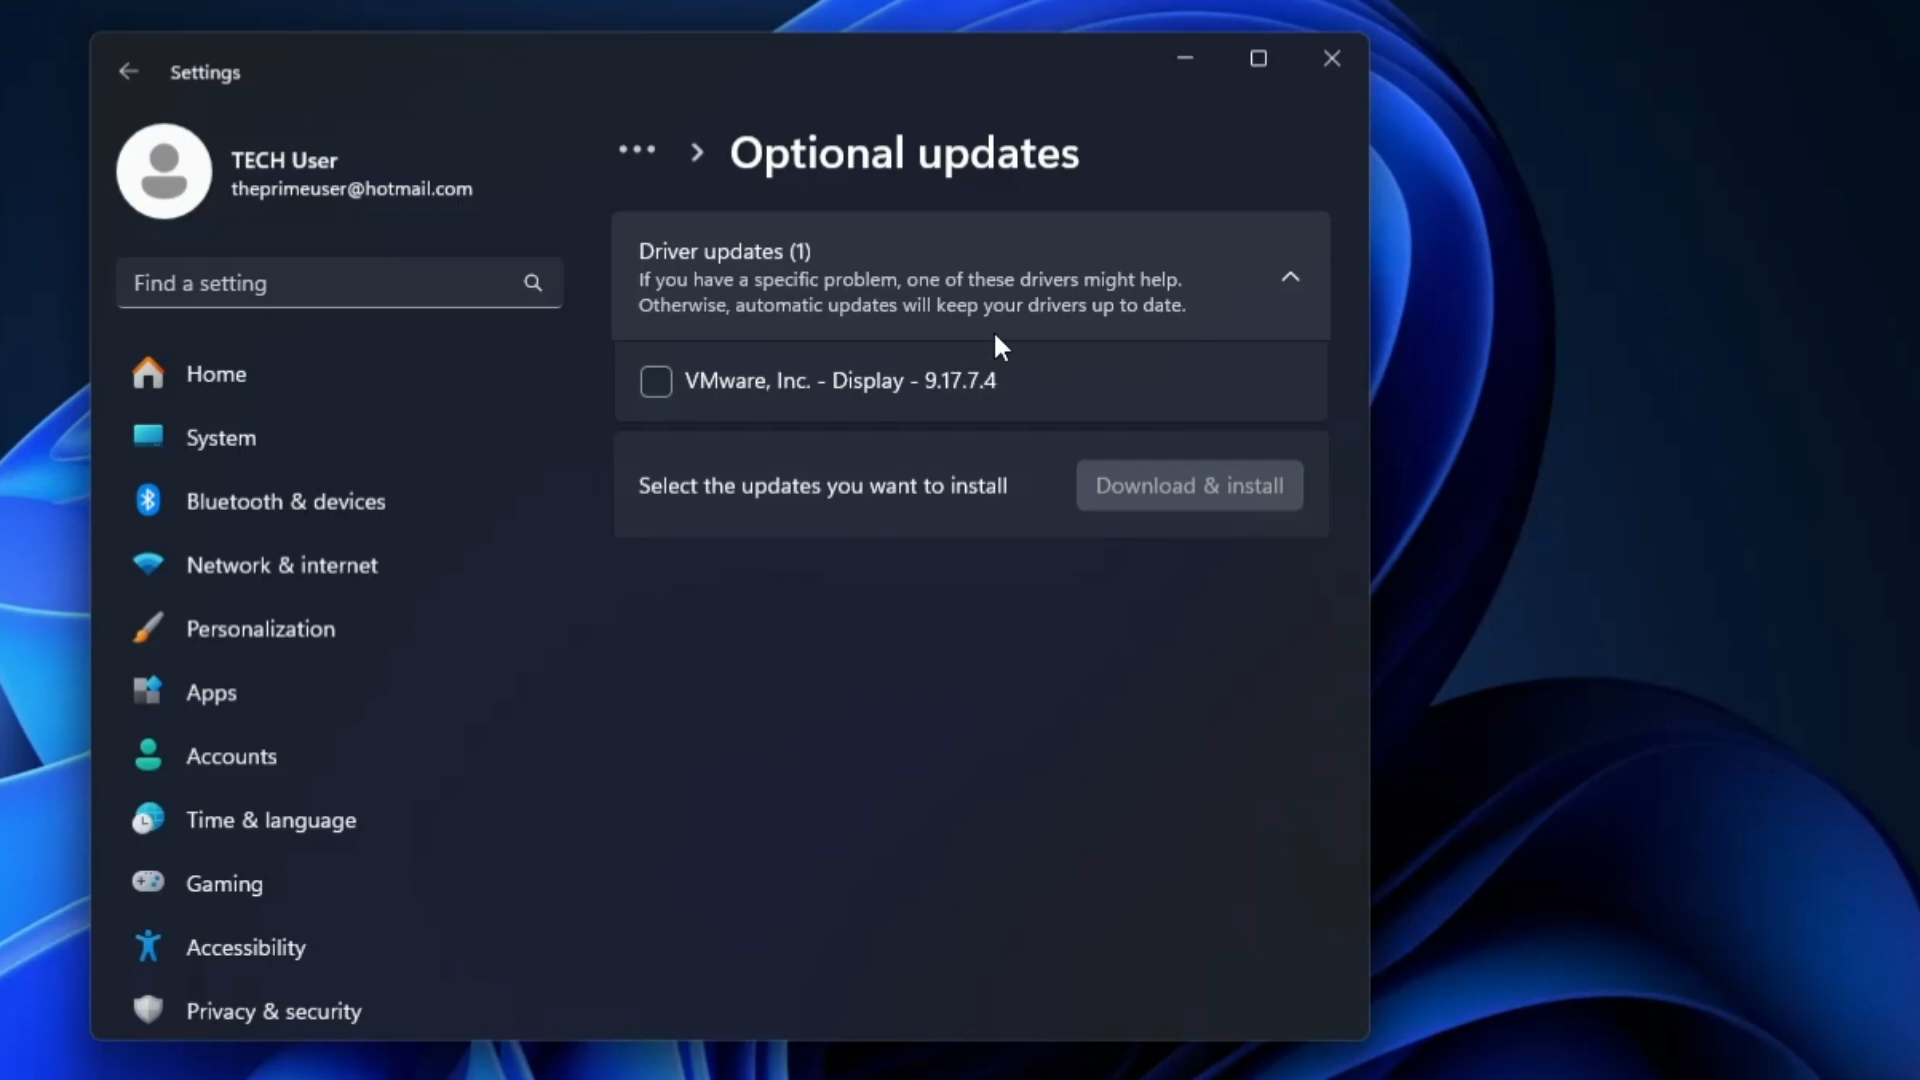 Settings
TECH User
theprimeuser@hotmail.com
Find a setting
Home
System
Bluetooth & devices
Network & internet
Personalization
Apps
Accounts
Time & language
Gaming
Accessibility
Privacy & security
Optional updates
Driver updates (1)
If you have a specific problem, one of these drivers might help.
Otherwise, automatic updates will keep your drivers up to date.
VMware, Inc. - Display - 9.17.7.4
Select the updates you want to install
Download & install